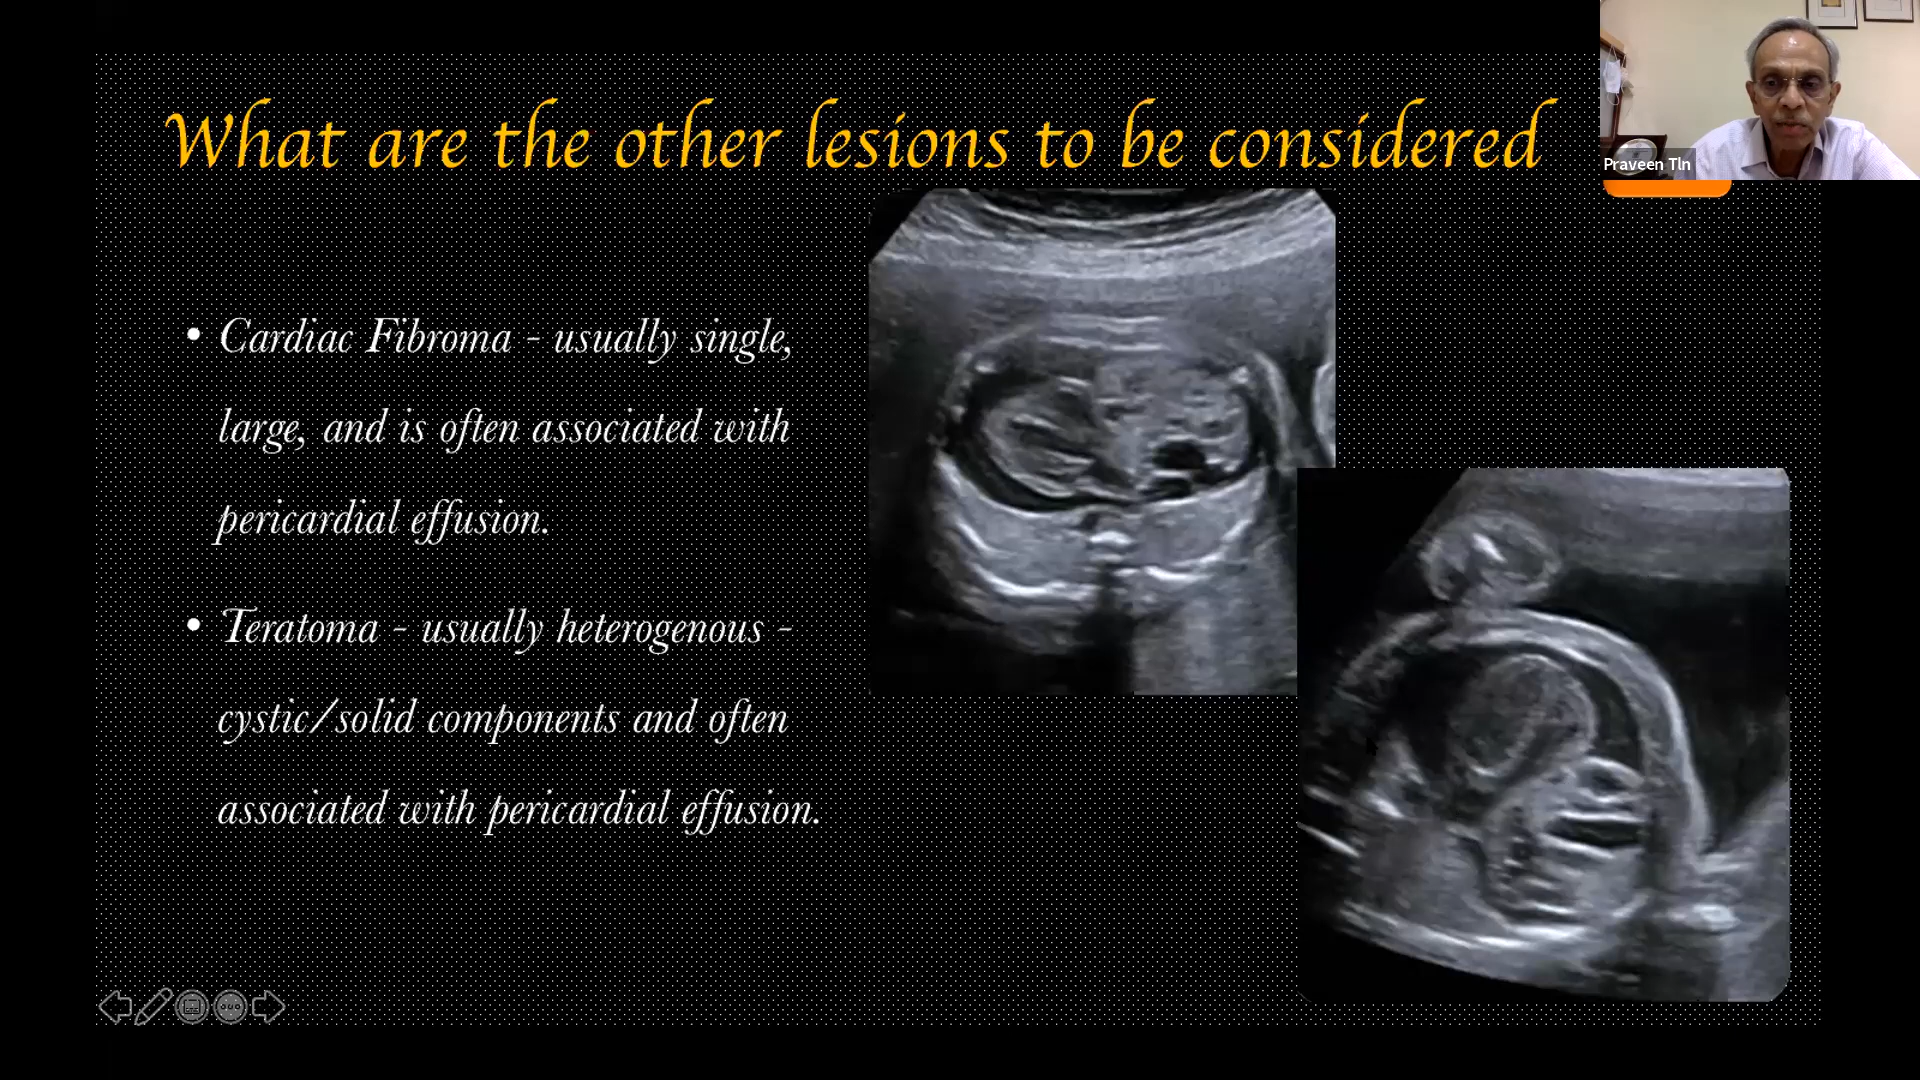 What are the other lesions to be considered
Praveen Tln
• Cardiac Fibroma - usually single,
large, and is often associated with
pericardial effusion.
• Teratoma - usually heterogenous -
cystic/solid components and often
associated with pericardial effusion.